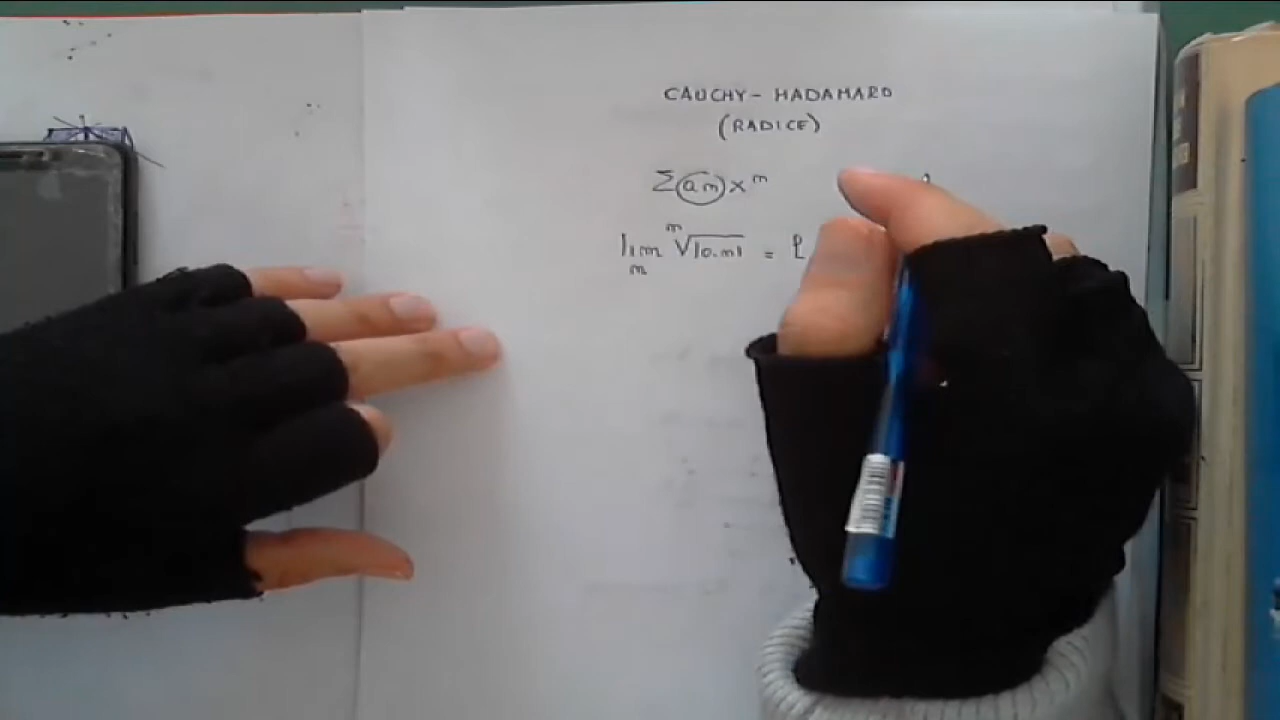 CAUCHY - HADAMARD
(RADICE)
Σ am x^m
lim m √|am| = l
m